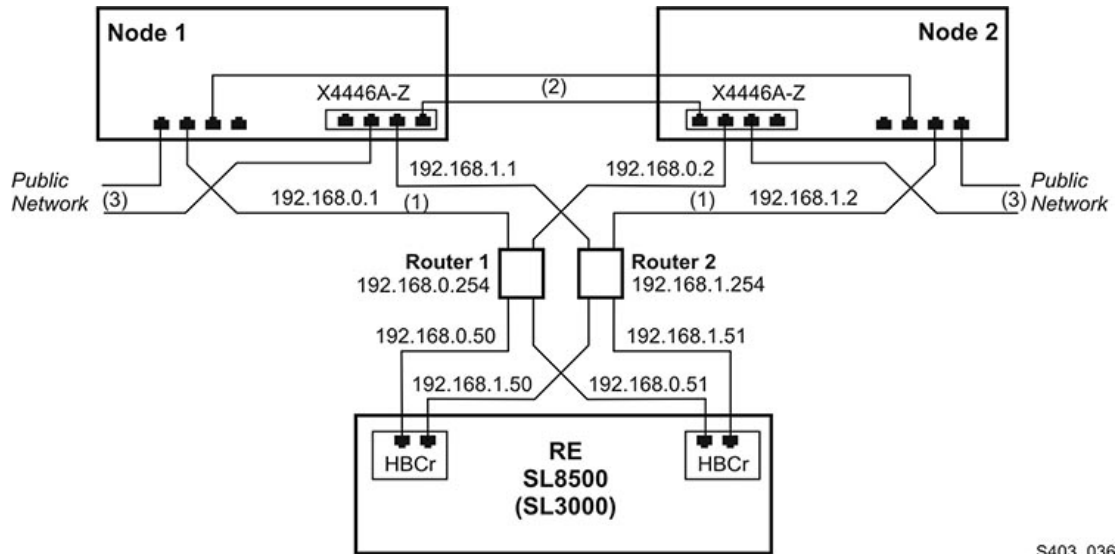 Node 1
Node 2
X4446A-Z
(2)
X4446A-Z
Public
Network
(3)
192.168.1.1
192.168.0.2
Public
Network
(3)
192.168.0.1
(1)
(1)
192.168.1.2
Router 1
192.168.0.254
Router 2
192.168.1.254
192.168.0.50
192.168.1.51
192.168.1.50
192.168.0.51
HBCr
RE
SL8500
(SL3000)
HBCr
S403_036